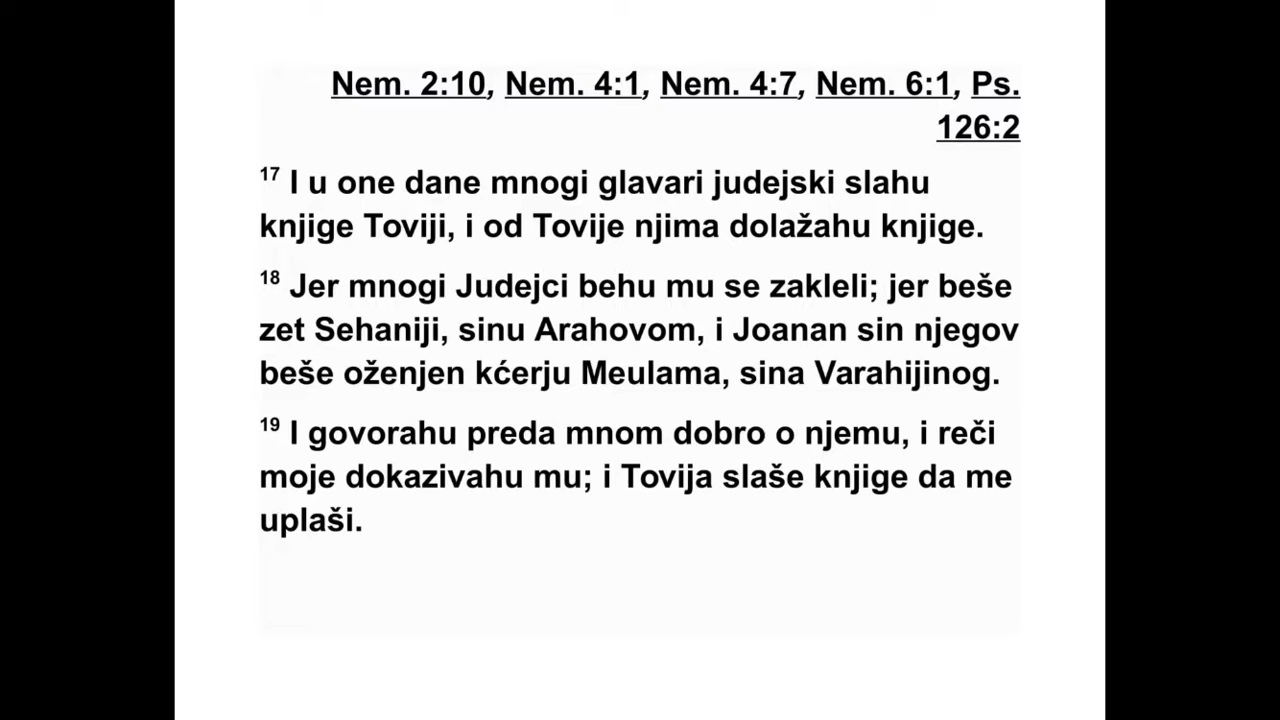 Nem. 2:10, Nem. 4:1, Nem. 4:7, Nem. 6:1, Ps.
126:2
17 I u one dane mnogi glavari judejski slahu
knjige Toviji, i od Tovije njima dolažahu knjige.
18 Jer mnogi Judejci behu mu se zakleli; jer beše
zet Sehaniji, sinu Arahovom, i Joanan sin njegov
beše oženjen kćerju Meulama, sina Varahijinog.
19 I govorahu preda mnom dobro o njemu, i reči
moje dokazivahu mu; i Tovija slaše knjige da me
uplaši.